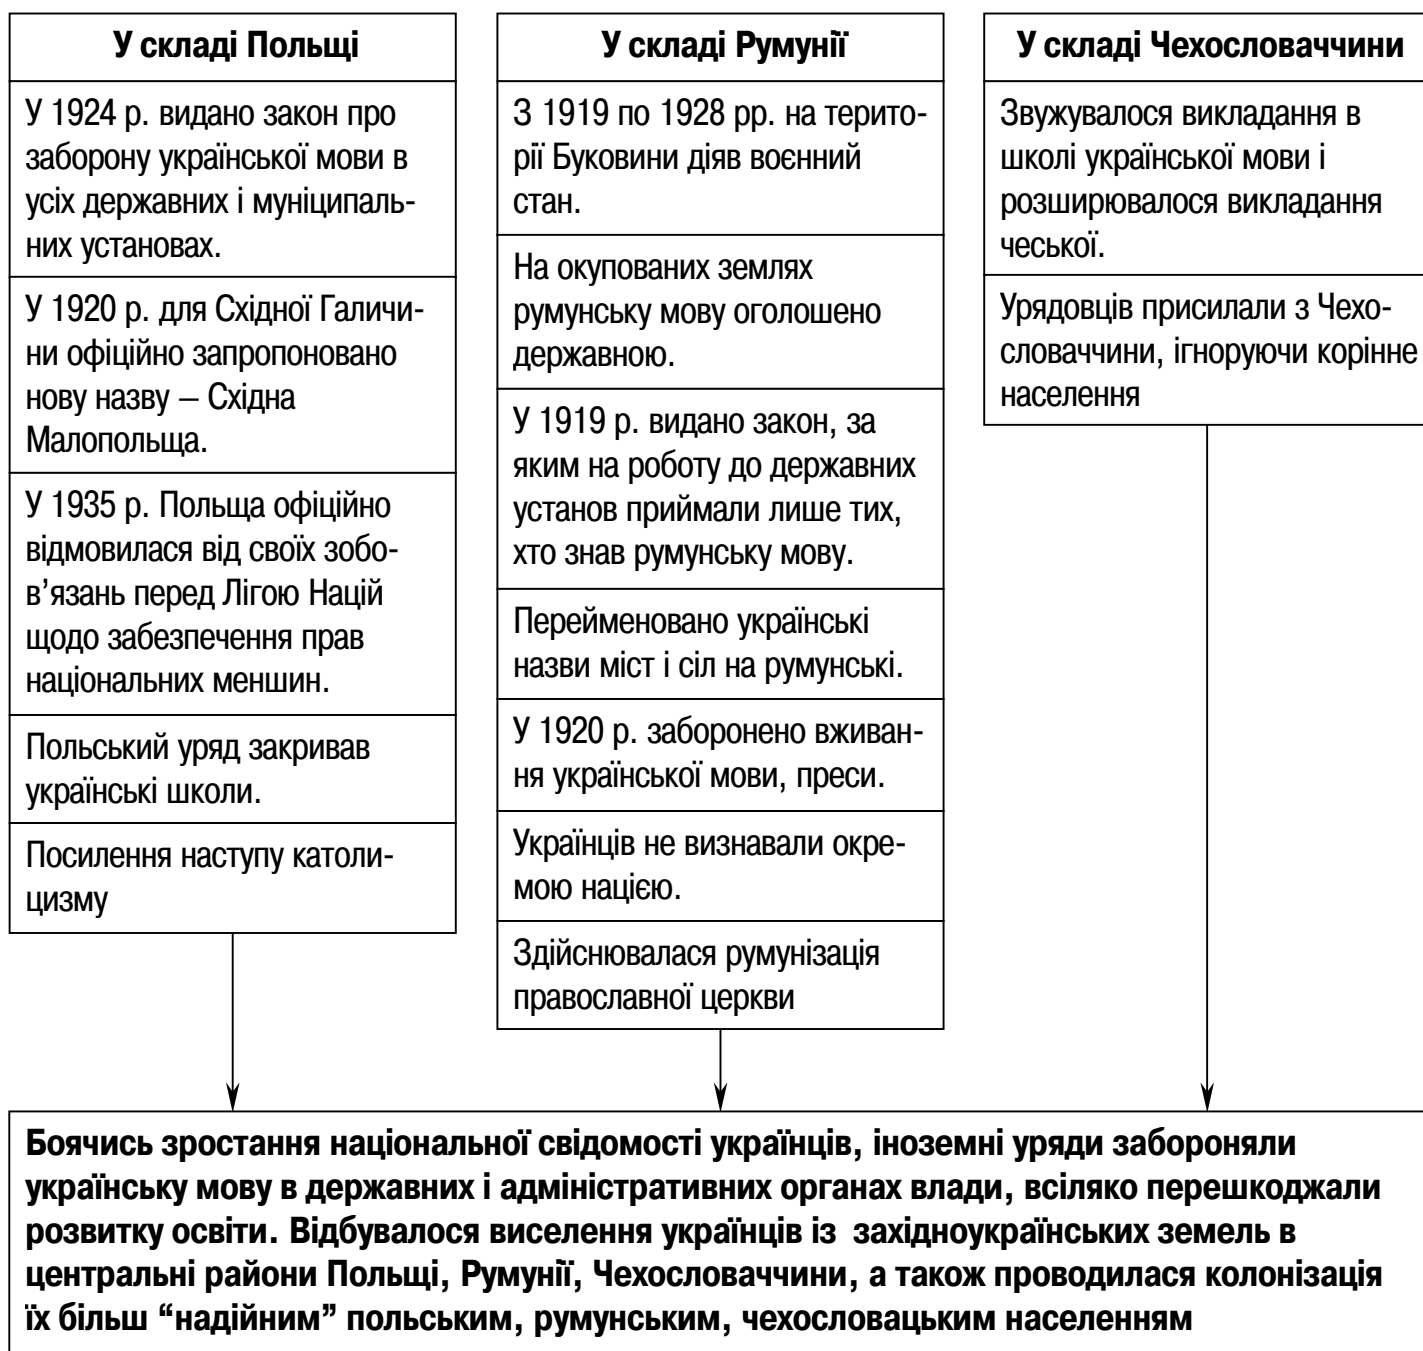 У складі Польщі
У 1924 р. видано закон про
заборону української мови в
усіх державних і муніципаль-
них установах.
У 1920 р. для Східної Галичи-
ни офіційно запропоновано
нову назву – Східна
Малопольща.
У 1935 р. Польща офіційно
відмовилася від своїх зобо-
в’язань перед Лігою Націй
щодо забезпечення прав
національних меншин.
Польський уряд закривав
українські школи.
Посилення наступу католи-
цизму
У складі Румунії
З 1919 по 1928 рр. на терито-
рії Буковини діяв воєнний
стан.
На окупованих землях
румунську мову оголошено
державною.
У 1919 р. видано закон, за
яким на роботу до державних
установ приймали лише тих,
хто знав румунську мову.
Перейменовано українські
назви міст і сіл на румунські.
У 1920 р. заборонено вживан-
ня української мови, преси.
Українців не визнавали окре-
мою нацією.
Здійснювалася румунізація
православної церкви
У складі Чехословаччини
Звужувалося викладання в
школі української мови і
розширювалося викладання
чеської.
Урядовців присилали з Чехо-
словаччини, ігноруючи корінне
населення
Боячись зростання національної свідомості українців, іноземні уряди забороняли
українську мову в державних і адміністративних органах влади, всіляко перешкоджали
розвитку освіти. Відбувалося виселення українців із західноукраїнських земель в
центральні райони Польщі, Румунії, Чехословаччини, а також проводилася колонізація
їх більш “надійним” польським, румунським, чехословацьким населенням